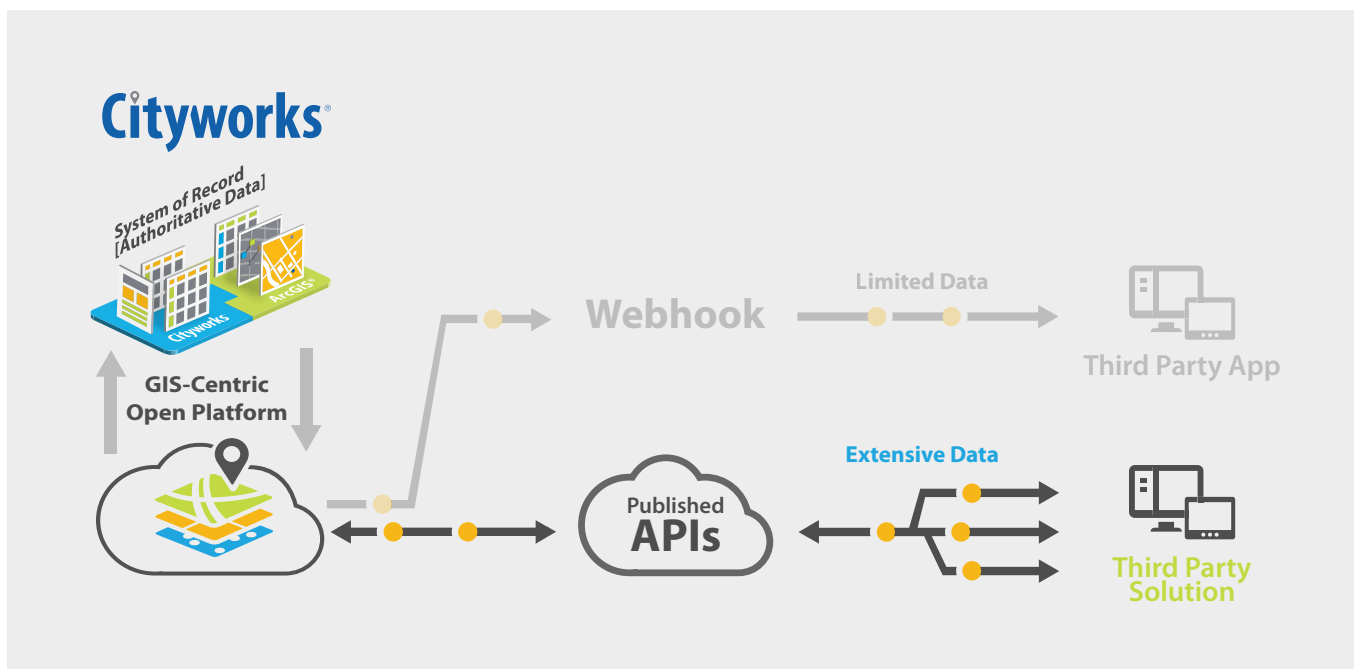 Cityworks®
System of Record
[Authoritative Data]
ArcGIS®
Cityworks
GIS-Centric
Open Platform
Webhook
Limited Data
Third Party App
Published
APIs
Extensive Data
Third Party
Solution